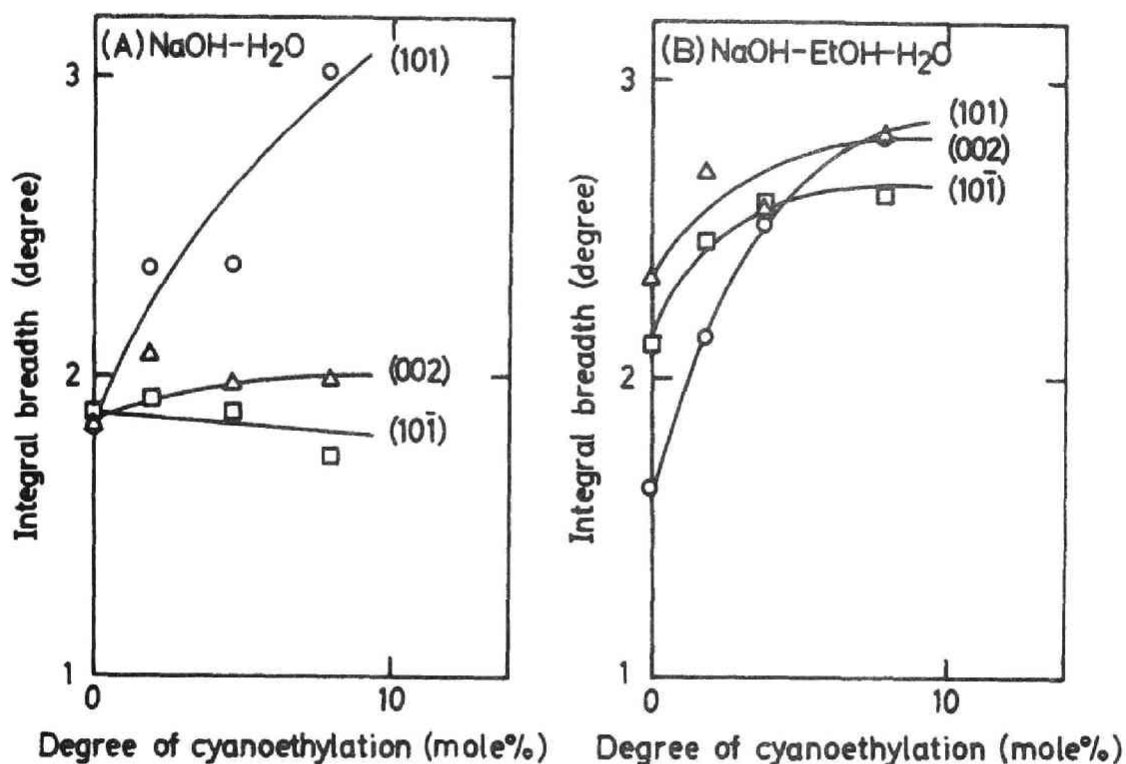 (A) NaOH-H₂O
(101)
(002)
(101̄)
3
2
1
0
10
Integral breadth (degree)
Degree of cyanoethylation (mole%)
(B) NaOH-EtOH-H₂O
(101)
(002)
(101̄)
3
2
1
0
10
Integral breadth (degree)
Degree of cyanoethylation (mole%)